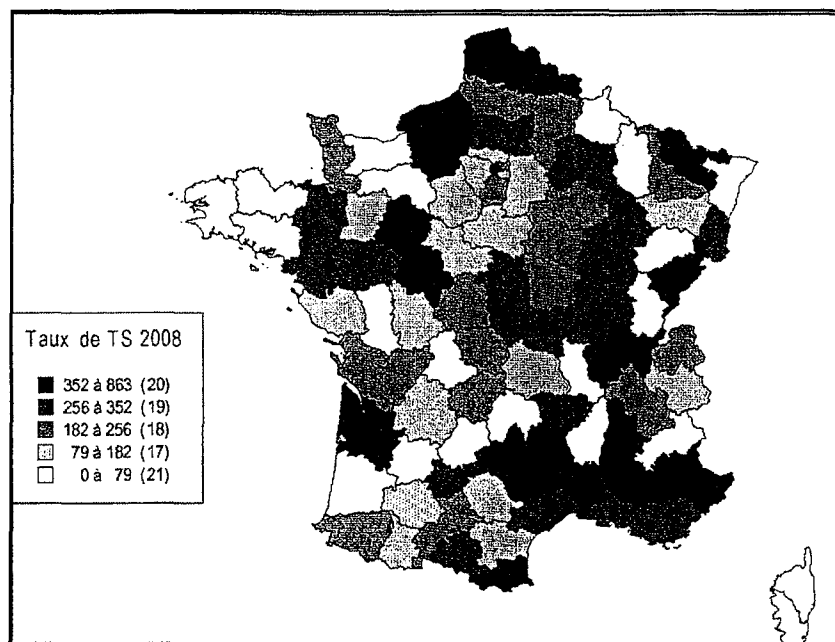 Taux de TS 2008
352 à 863 (20)
256 à 352 (19)
182 à 256 (18)
79 à 182 (17)
0 à 79 (21)